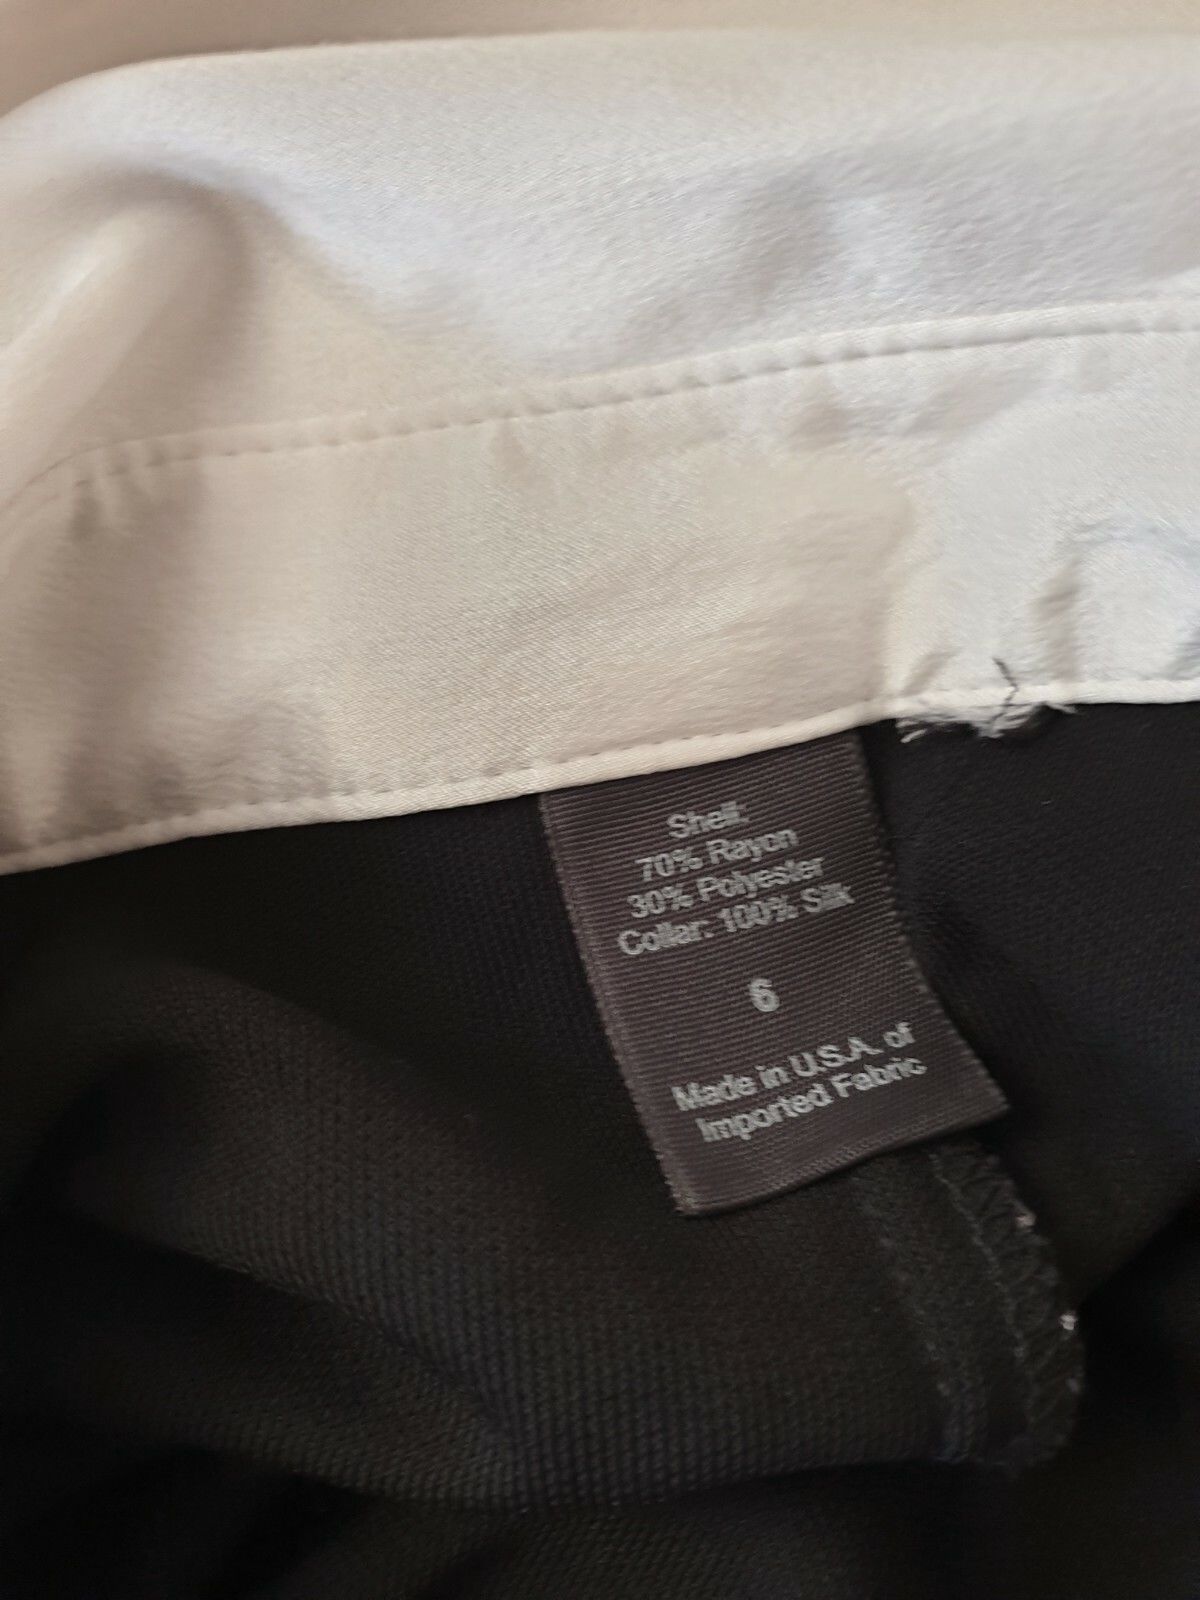 Shell:
70% Rayon
30% Polyester
Collar: 100% Silk
6
Made in U.S.A. of
Imported Fabric